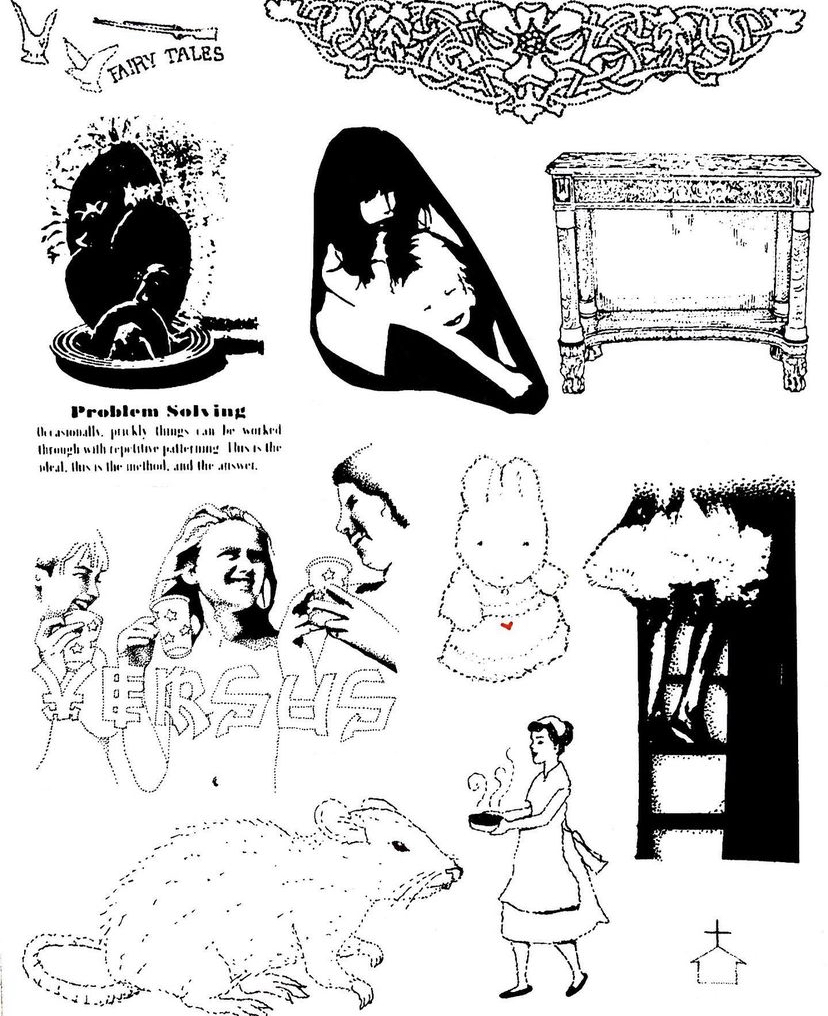 FAIRY TALES
Problem Solving
Occasionally, prickly things can be worked
through with repetitive patterning. This is the
ideal, this is the method, and the answer.
VERSUS